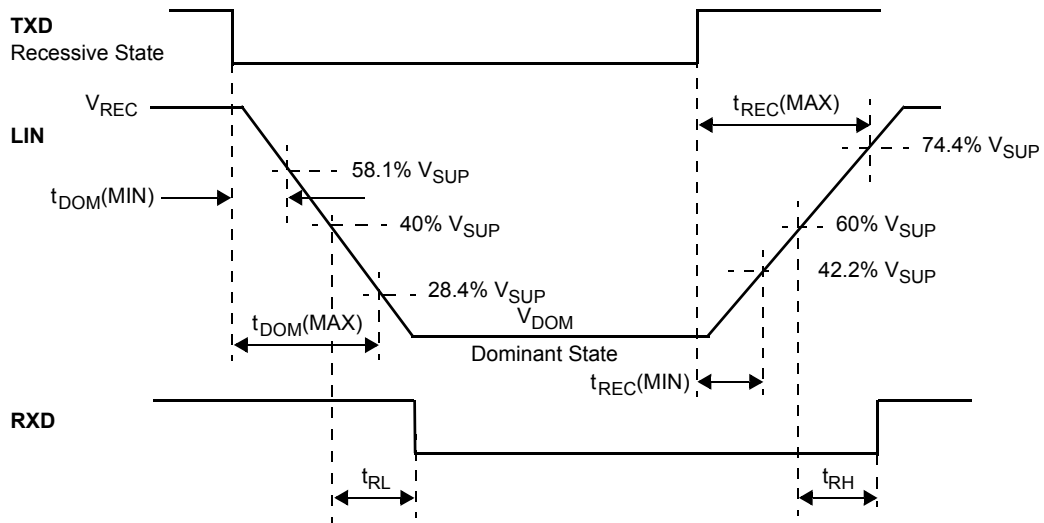 TXD
Recessive State
V_REC
t_REC(MAX)
LIN
74.4% V_SUP
58.1% V_SUP
t_DOM(MIN)
40% V_SUP
60% V_SUP
42.2% V_SUP
28.4% V_SUP
V_DOM
t_DOM(MAX)
Dominant State
t_REC(MIN)
RXD
t_RL
t_RH